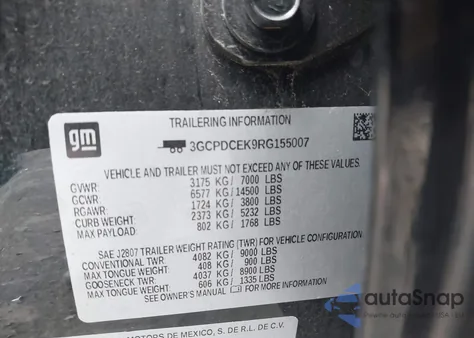 TRAILERING INFORMATION
gm
3GCPDCEK9RG155007
VEHICLE AND TRAILER MUST NOT EXCEED ANY OF THESE VALUES.
GVWR: 3175 KG/ 7000 LBS
GCWR: 6577 KG/ 14500 LBS
RGAWR: 1724 KG/ 3800 LBS
CURB WEIGHT: 2373 KG/ 5232 LBS
MAX PAYLOAD: 802 KG/ 1768 LBS
SAE J2807 TRAILER WEIGHT RATING (TWR) FOR VEHICLE CONFIGURATION
CONVENTIONAL TWR: 4082 KG/ 9000 LBS
MAX TONGUE WEIGHT: 408 KG/ 900 LBS
GOOSENECK TWR: 4037 KG/ 8900 LBS
MAX TONGUE WEIGHT: 606 KG/ 1335 LBS
SEE OWNER'S MANUAL FOR MORE INFORMATION
MOTORS DE MEXICO, S. DE R.L. DE C.V.
autoSnap